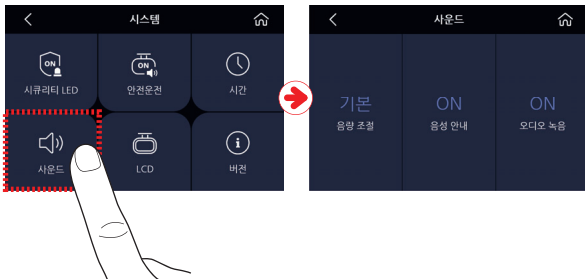 시스템
ON
시큐리티 LED
ON
안전운전
시간
사운드
LCD
i
버전
사운드
기본
음량 조절
ON
음성 안내
ON
오디오 녹음